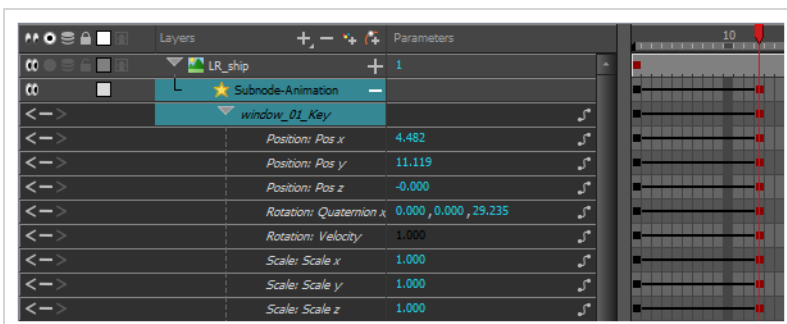 Layers Parameters 10
LR_ship 1
Subnode-Animation
window_01_Key
Position: Pos x 4.482
Position: Pos y 11.119
Position: Pos z -0.000
Rotation: Quaternion x 0.000 , 0.000 , 29.235
Rotation: Velocity 1.000
Scale: Scale x 1.000
Scale: Scale y 1.000
Scale: Scale z 1.000